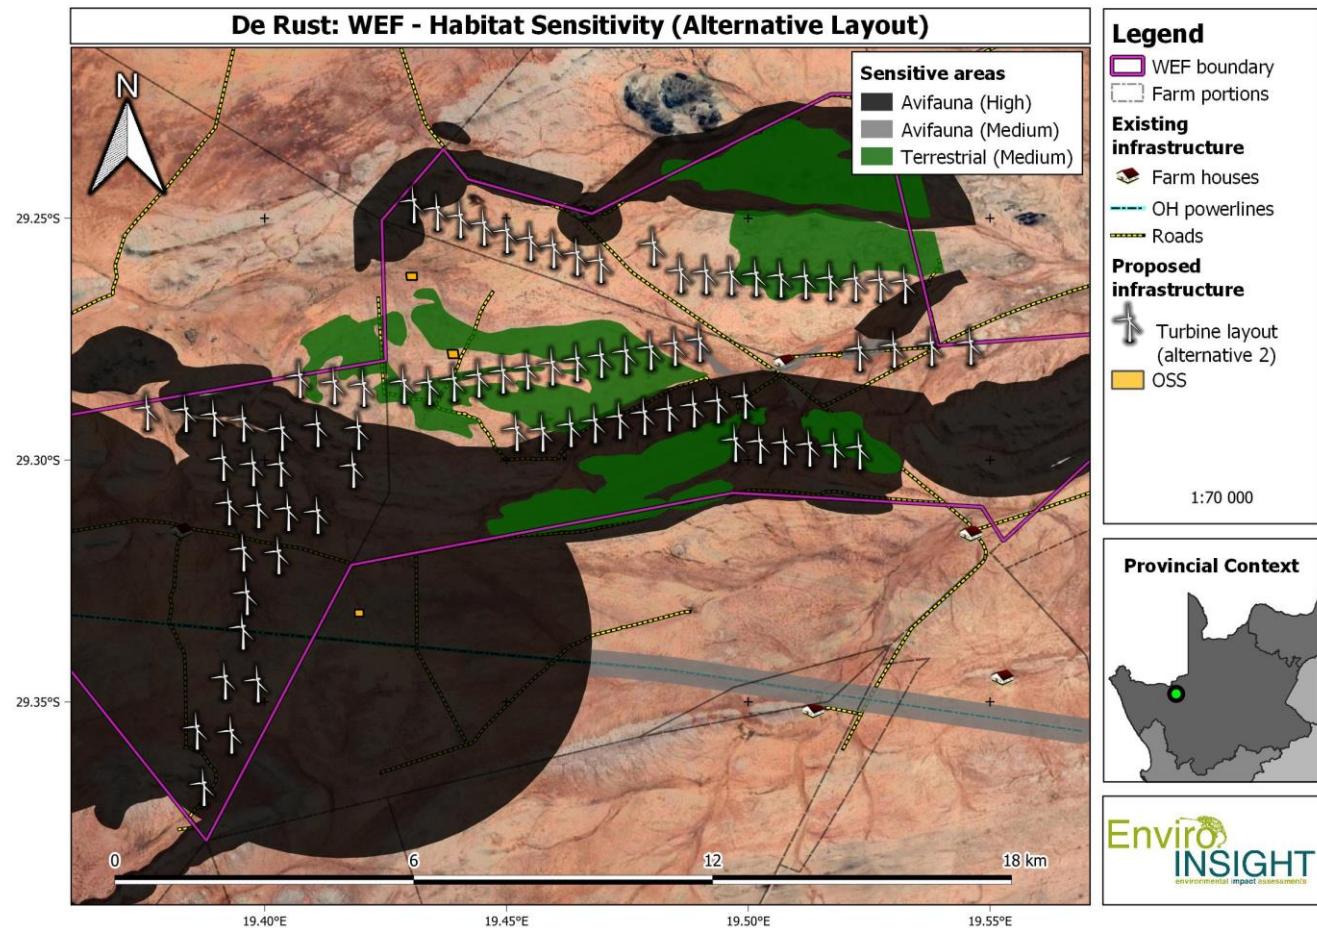 De Rust: WEF - Habitat Sensitivity (Alternative Layout)
N
Sensitive areas
Avifauna (High)
Avifauna (Medium)
Terrestrial (Medium)
29.25°S
29.30°S
29.35°S
0
6
12
18 km
19.40°E
19.45°E
19.50°E
19.55°E
Legend
WEF boundary
Farm portions
Existing
infrastructure
Farm houses
OH powerlines
Roads
Proposed
infrastructure
Turbine layout
(alternative 2)
OSS
1:70 000
Provincial Context
Enviro
INSIGHT
environmental impact assessments